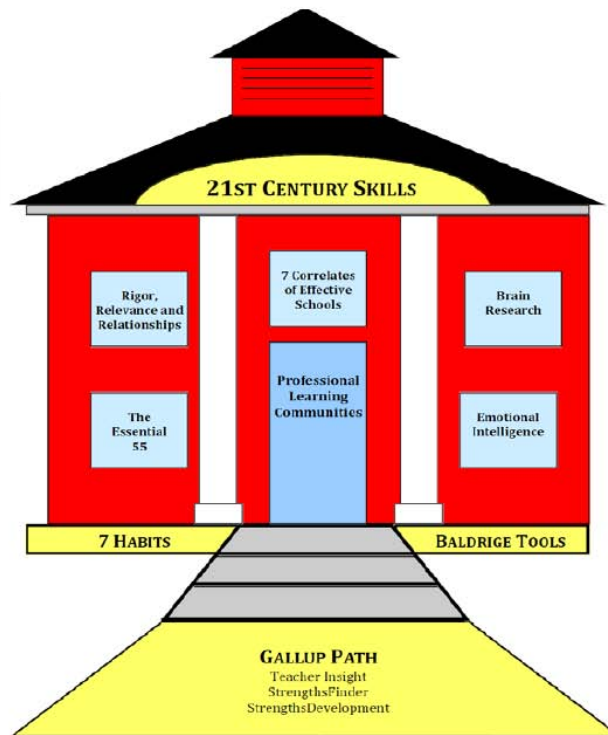 21ST CENTURY SKILLS
Rigor,
Relevance and
Relationships
7 Correlates
of Effective
Schools
Brain
Research
The
Essential
55
Professional
Learning
Communities
Emotional
Intelligence
7 HABITS
BALDRIGE TOOLS
GALLUP PATH
Teacher Insight
StrengthsFinder
StrengthsDevelopment